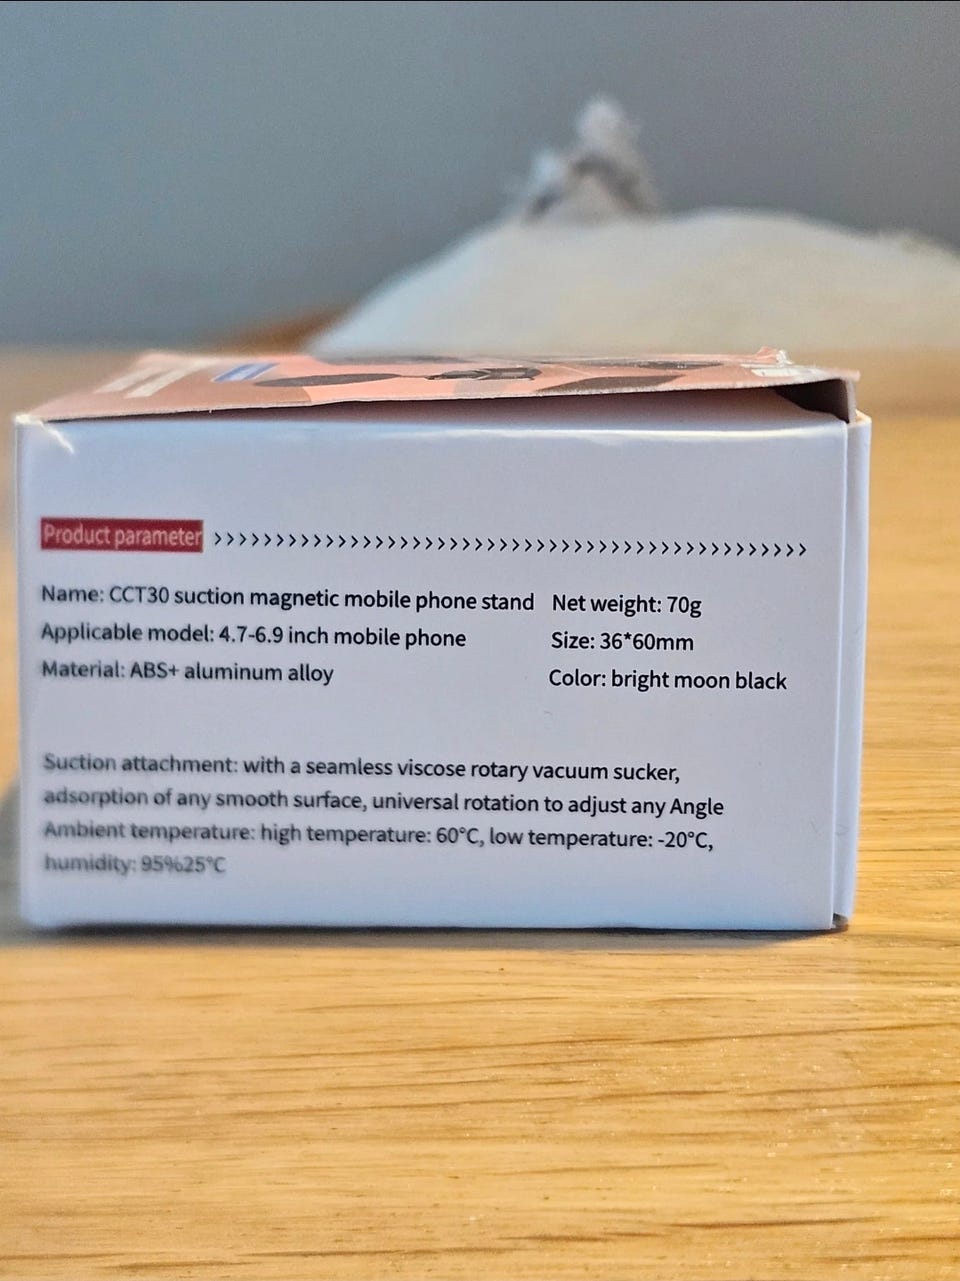 Product parameter >>>>>>>>>>>>>>>>>>>>>>>>>>>>>>>>>>>>>>>>>>>>>>>>
Name: CCT30 suction magnetic mobile phone stand Net weight: 70g
Applicable model: 4.7-6.9 inch mobile phone Size: 36*60mm
Material: ABS+ aluminum alloy Color: bright moon black
Suction attachment: with a seamless viscose rotary vacuum sucker,
adsorption of any smooth surface, universal rotation to adjust any Angle
Ambient temperature: high temperature: 60°C, low temperature: -20°C,
humidity: 95%25°C